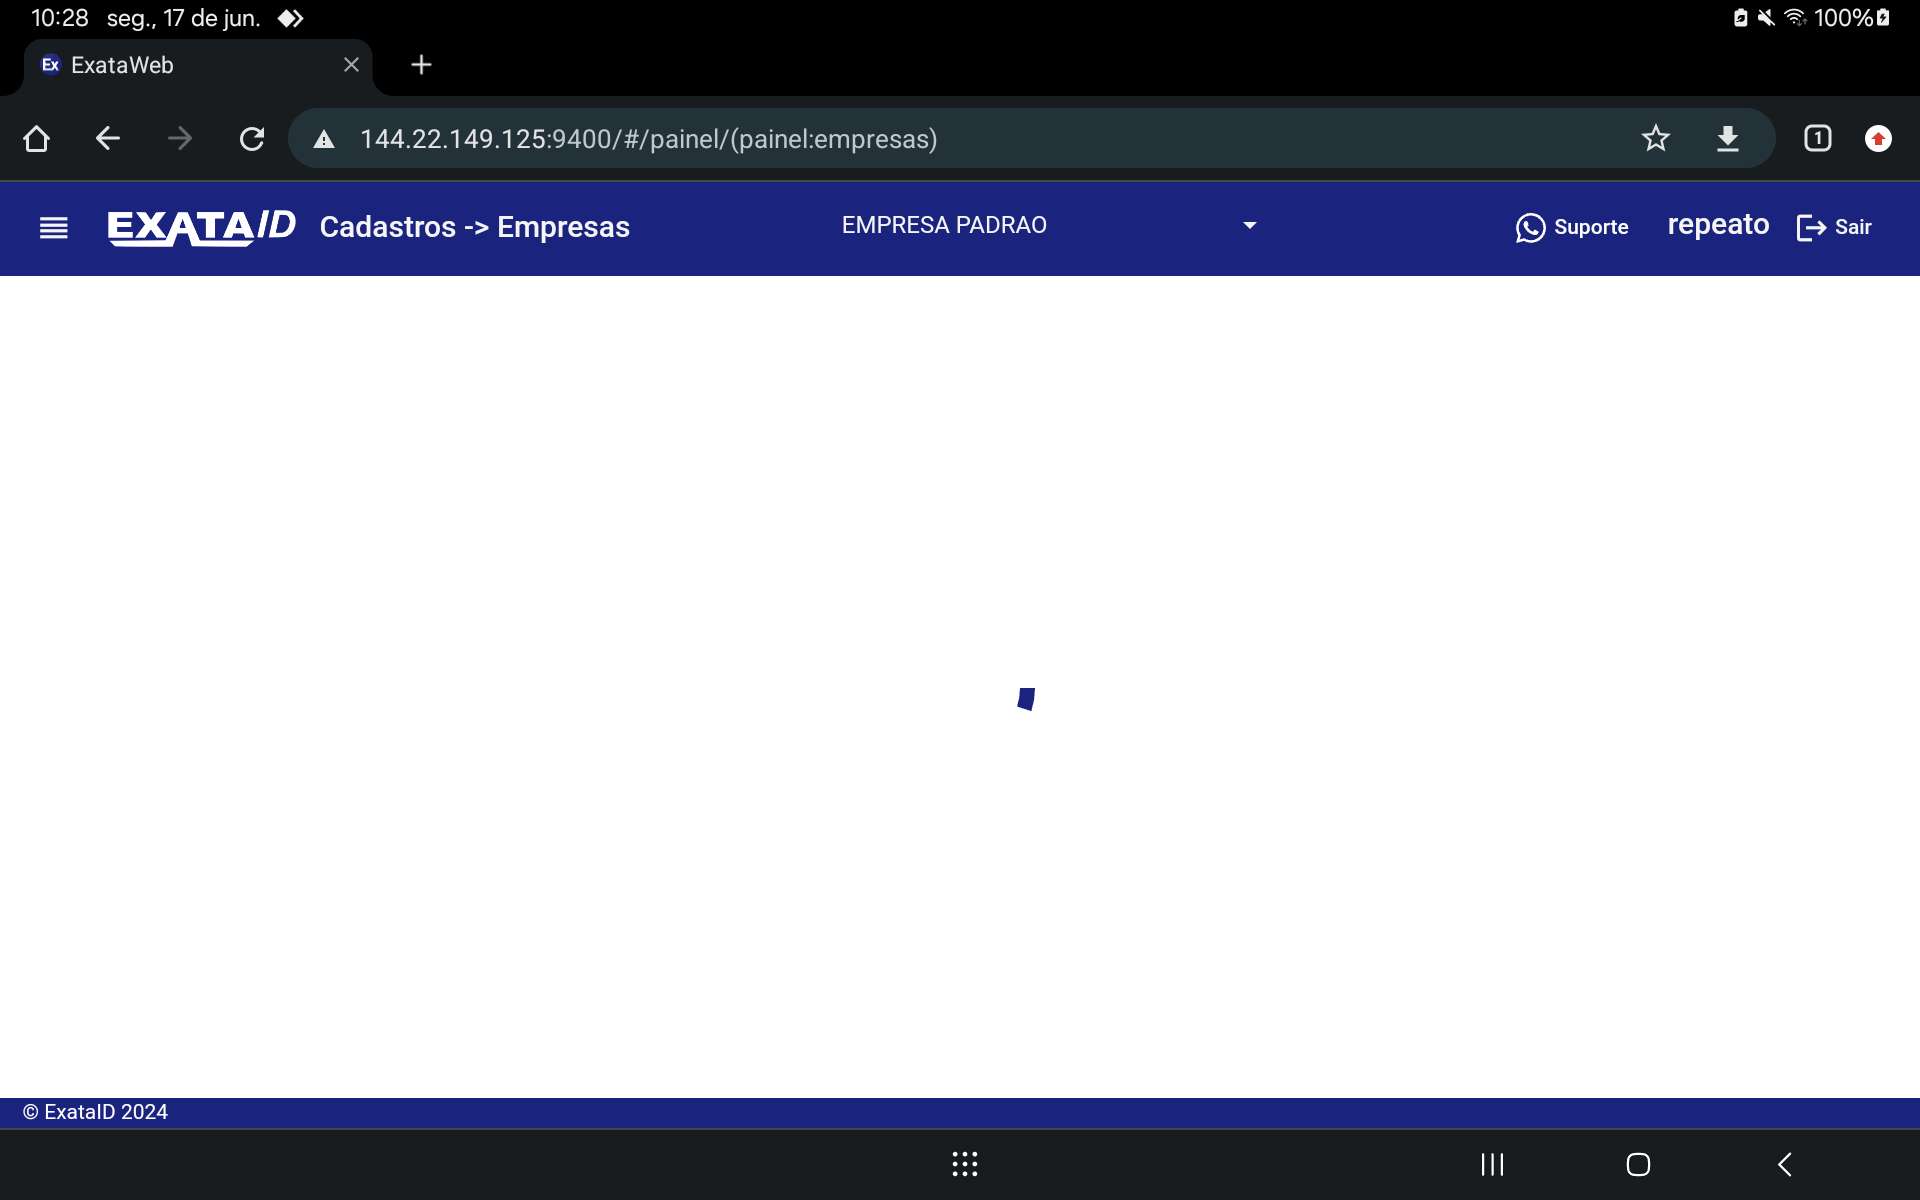 10:28 seg., 17 de jun. 100%
Ex ExataWeb
144.22.149.125:9400/#/painel/(painel:empresas) 1
EXATAID Cadastros -> Empresas EMPRESA PADRAO Suporte repeato Sair
© ExataID 2024